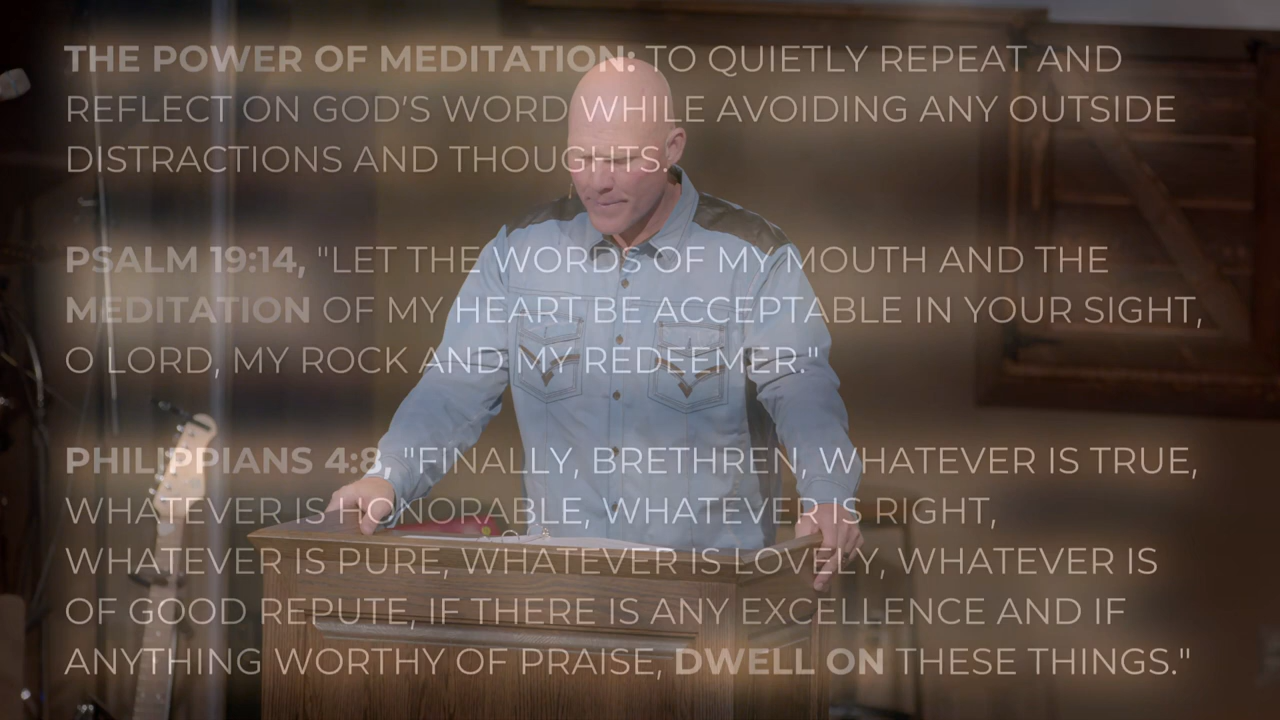 THE POWER OF MEDITATION: TO QUIETLY REPEAT AND
REFLECT ON GOD'S WORD WHILE AVOIDING ANY OUTSIDE
DISTRACTIONS AND THOUGHTS.
PSALM 19:14, "LET THE WORDS OF MY MOUTH AND THE
MEDITATION OF MY HEART BE ACCEPTABLE IN YOUR SIGHT,
O LORD, MY ROCK AND MY REDEEMER."
PHILIPPIANS 4:8, "FINALLY, BRETHREN, WHATEVER IS TRUE,
WHATEVER IS HONORABLE, WHATEVER IS RIGHT,
WHATEVER IS PURE, WHATEVER IS LOVELY, WHATEVER IS
OF GOOD REPUTE, IF THERE IS ANY EXCELLENCE AND IF
ANYTHING WORTHY OF PRAISE, DWELL ON THESE THINGS."